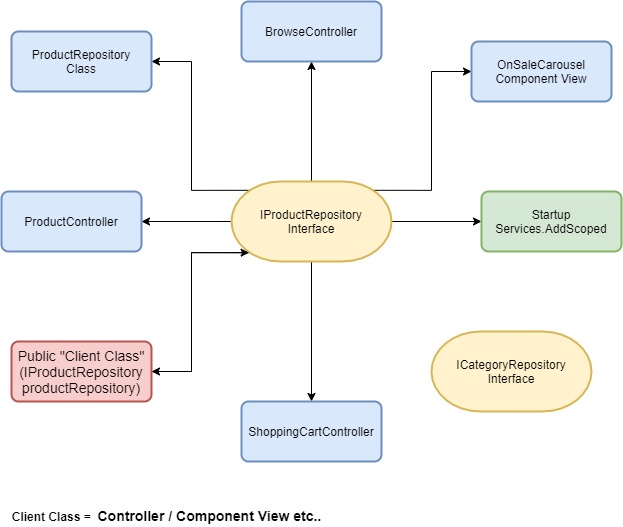 BrowseController
ProductRepository
Class
OnSaleCarousel
Component View
ProductController
IProductRepository
Interface
Startup
Services.AddScoped
Public "Client Class"
(IProductRepository
productRepository)
ICategoryRepository
Interface
ShoppingCartController
Client Class = Controller / Component View etc..